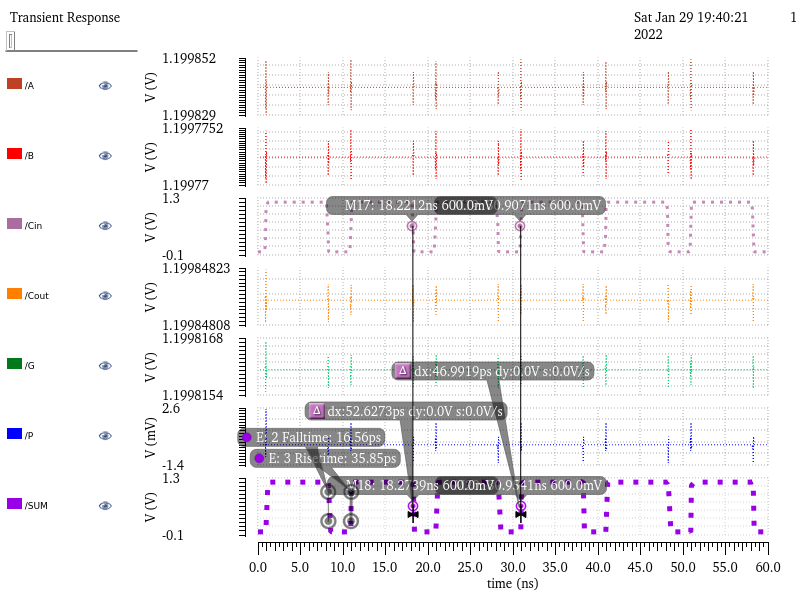 Transient Response
Sat Jan 29 19:40:21 2022
1
/A
V (V)
1.199852
1.199829
/B
V (V)
1.1997752
1.19977
/Cin
V (V)
1.3
-0.1
M17: 18.2212ns 600.0mV
0.9071ns 600.0mV
/Cout
V (V)
1.19984823
1.19984808
/G
V (V)
1.1998168
1.1998154
dx:46.9919ps dy:0.0V s:0.0V/s
/P
V (mV)
2.6
-1.4
dx:52.6273ps dy:0.0V s:0.0V/s
E: 2 Falltime: 16.56ps
E: 3 Risetime: 35.85ps
/SUM
V (V)
1.3
-0.1
18.2739ns 600.0mV
0.9541ns 600.0mV
0.0 5.0 10.0 15.0 20.0 25.0 30.0 35.0 40.0 45.0 50.0 55.0 60.0
time (ns)